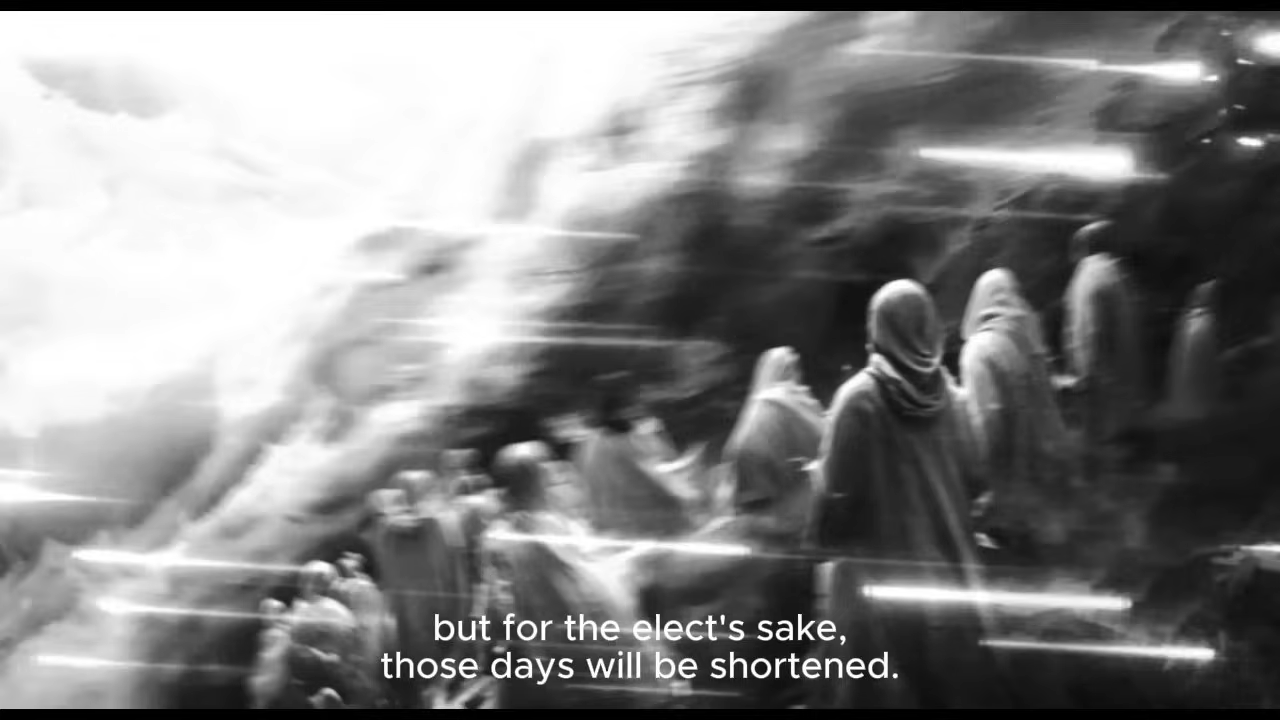 but for the elect's sake,
those days will be shortened.